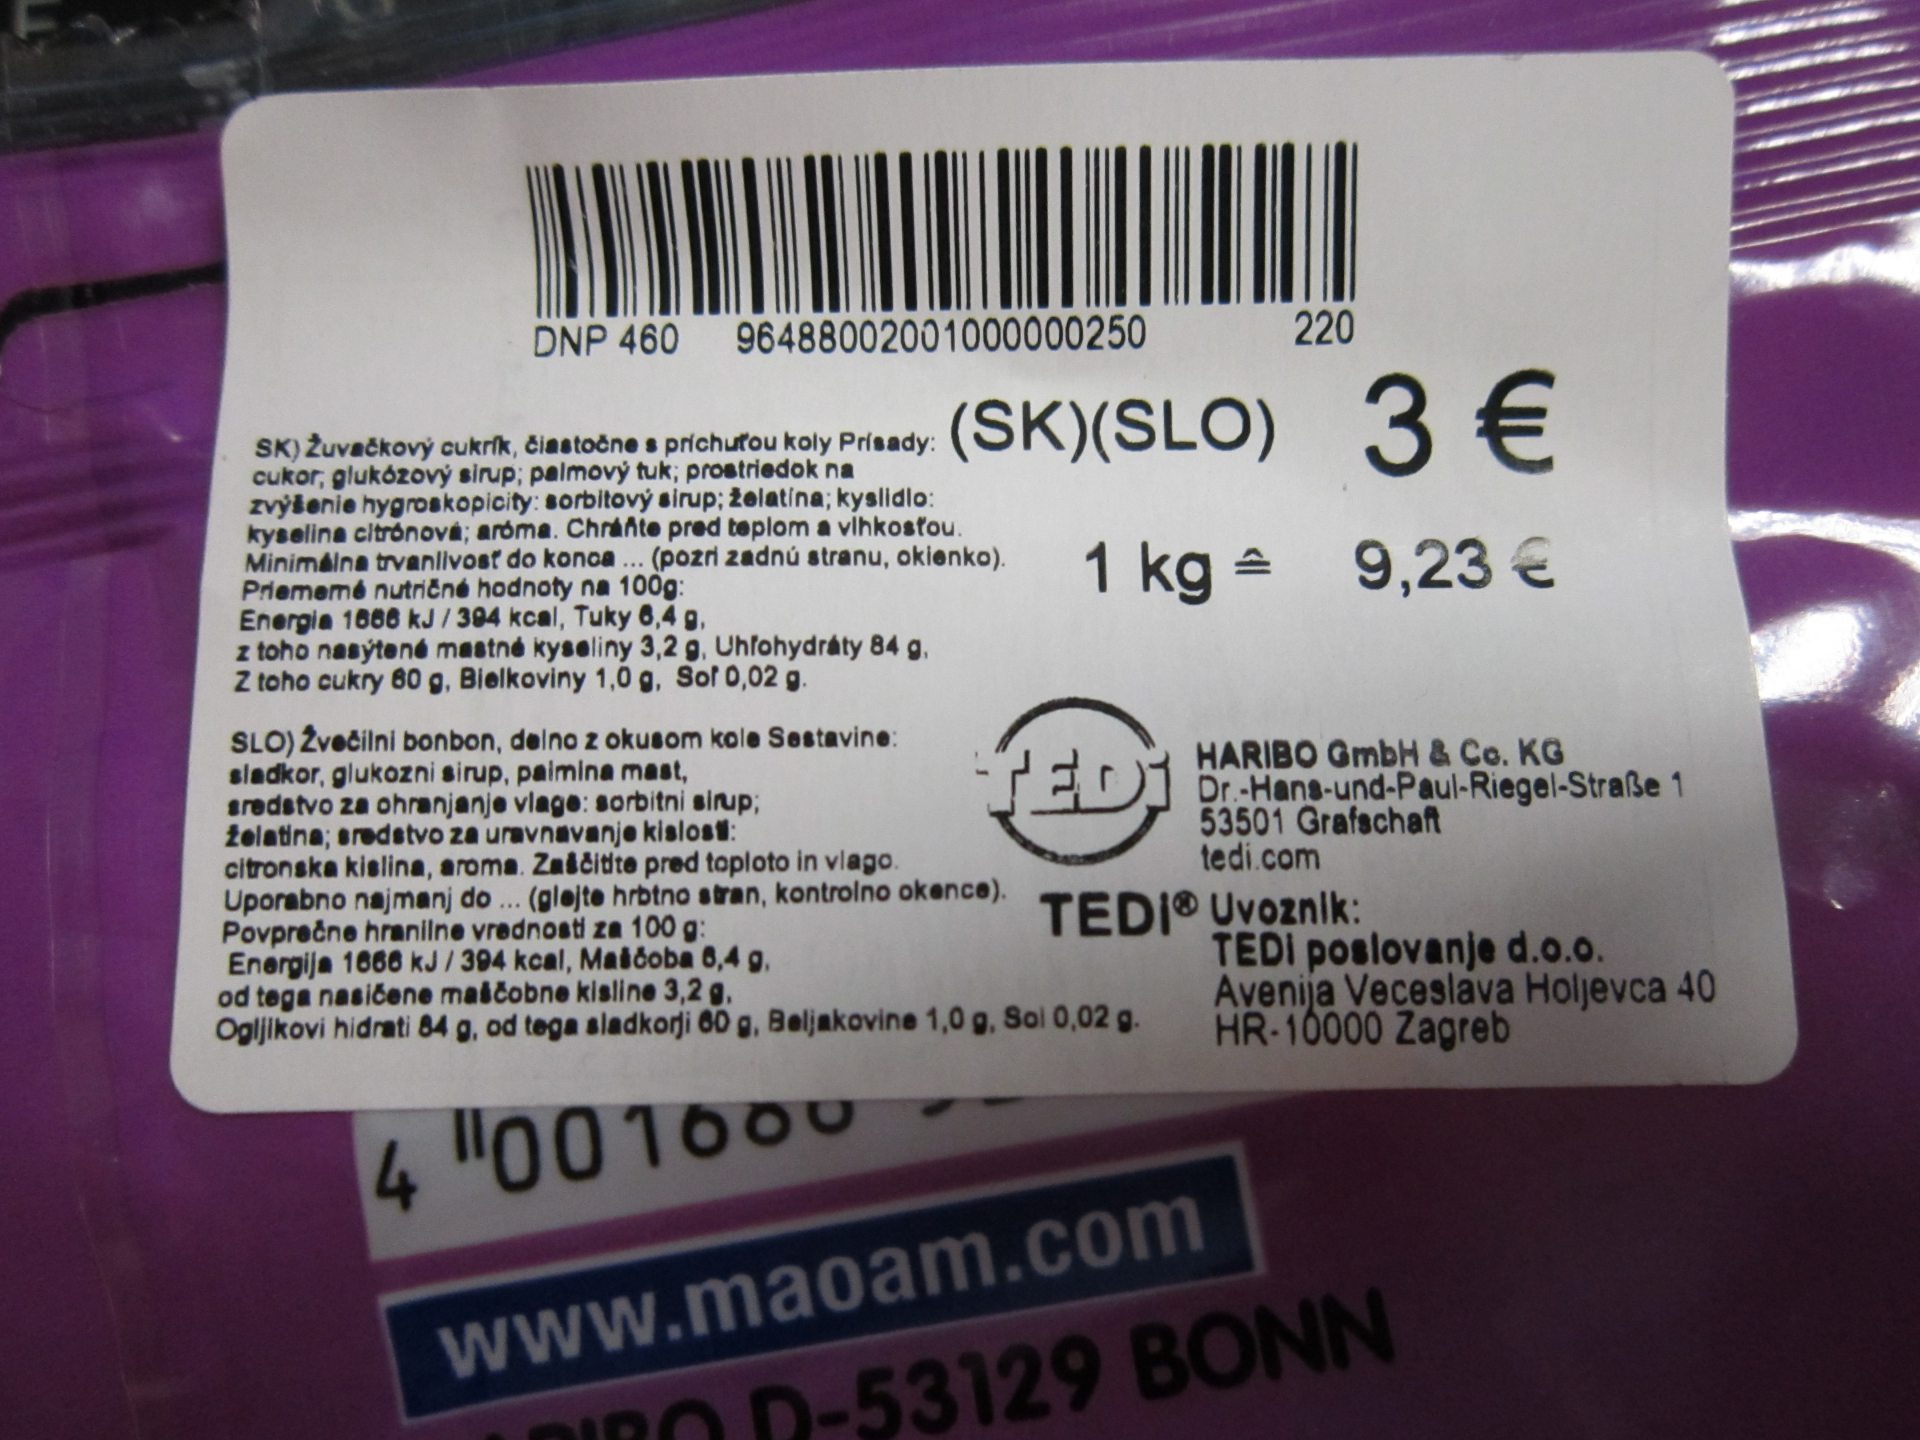 DNP 460 96488002001000000250 220
(SK)(SLO) 3 €
1 kg ≙ 9,23 €
SK) Žuvačkový cukrík, čiastočne s príchuťou koly Prísady:
cukor; glukózový sirup; palmový tuk; prostriedok na
zvýšenie hygroskopicity: sorbitový sirup; želatína; kyslidlo:
kyselina citrónová; aróma. Chráňte pred teplom a vlhkosťou.
Minimálna trvanlivosť do konca ... (pozri zadnú stranu, okienko).
Priemerné nutričné hodnoty na 100g:
Energia 1666 kJ / 394 kcal, Tuky 6,4 g,
z toho nasýtené mastné kyseliny 3,2 g, Uhľohydráty 84 g,
Z toho cukry 60 g, Bielkoviny 1,0 g, Soľ 0,02 g.
SLO) Žvečilni bonbon, delno z okusom kole Sestavine:
sladkor, glukozni sirup, palmina mast,
sredstvo za ohranjanje vlage: sorbitni sirup;
želatina; sredstvo za uravnavanje kislosti:
citronska kislina, aroma. Zaščitite pred toploto in vlago.
Uporabno najmanj do ... (glejte hrbtno stran, kontrolno okence).
Povprečne hranilne vrednosti za 100 g:
Energija 1666 kJ / 394 kcal, Maščoba 6,4 g,
od tega nasičene maščobne kisline 3,2 g,
Ogljikovi hidrati 84 g, od tega sladkorji 60 g, Beljakovine 1,0 g, Sol 0,02 g.
TEDi
HARIBO GmbH & Co. KG
Dr.-Hans-und-Paul-Riegel-Straße 1
53501 Grafschaft
tedi.com
TEDi® Uvoznik:
TEDi poslovanje d.o.o.
Avenija Veceslava Holjevca 40
HR-10000 Zagreb
4 001686
www.maoam.com
D-53129 BONN